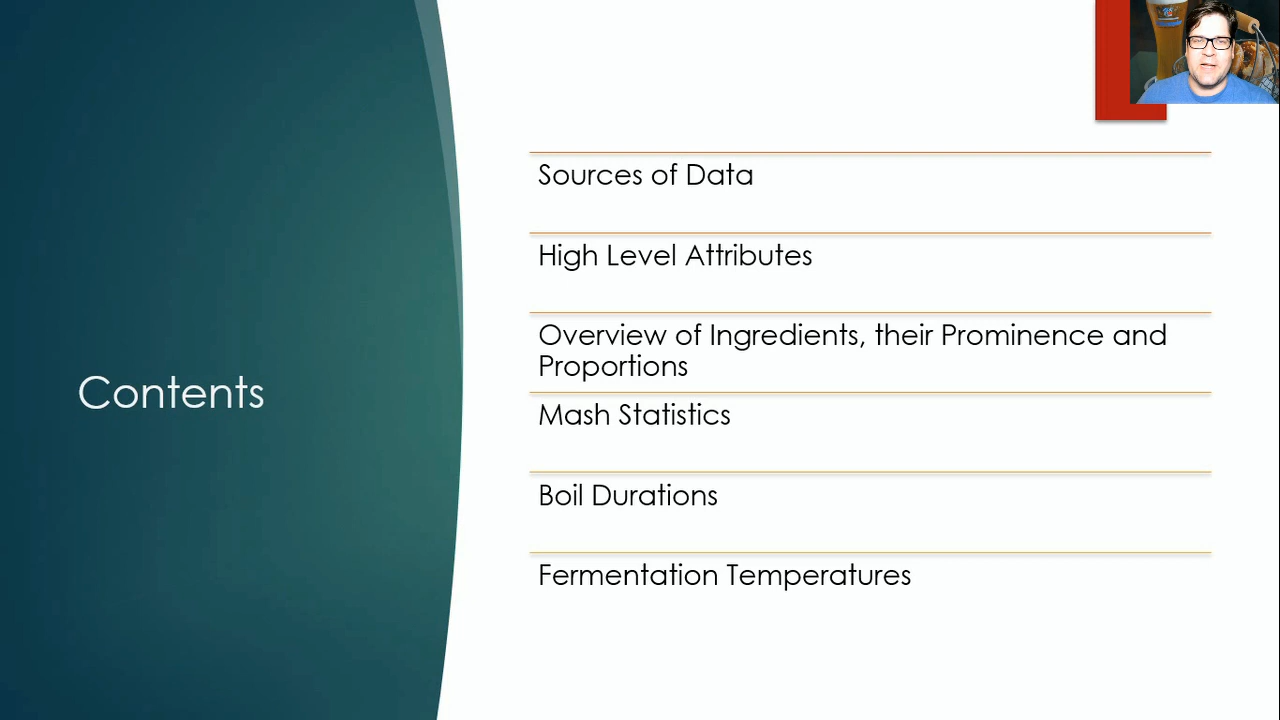 Contents
Sources of Data
High Level Attributes
Overview of Ingredients, their Prominence and
Proportions
Mash Statistics
Boil Durations
Fermentation Temperatures